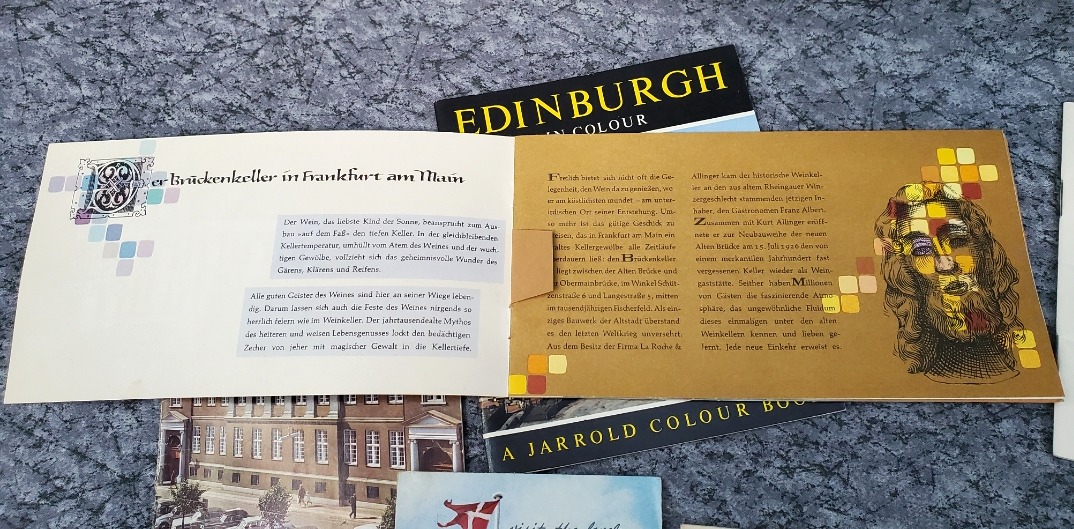 EDINBURGH
IN COLOUR
Der Brückenkeller in Frankfurt am Main
Der Wein, das liebste Kind der Sonne, beansprucht zum Aus-
bau »auf dem Faß« den tiefen Keller. In der gleichbleibenden
Kellertemperatur, umhüllt vom Atem des Weines und der wuch-
tigen Gewölbe, vollzieht sich das geheimnisvolle Wunder des
Gärens, Klärens und Reifens.
Alle guten Geister des Weines sind hier an seiner Wiege leben-
dig. Darum lassen sich auch die Feste des Weines nirgends so
herrlich feiern wie im Weinkeller. Der jahrtausendealte Mythos
des heiteren und weisen Lebensgenusses lockt den bedächtigen
Zecher von jeher mit magischer Gewalt in die Kellertiefe.
Freilich bietet sich nicht oft die Ge-
legenheit, den Wein da zu genießen, wo
er am köstlichsten mundet – am unter-
irdischen Ort seiner Entstehung. Um-
so mehr ist das gütige Geschick zu
eisen, das in Frankfurt am Main ein
altes Kellergewölbe alle Zeitläufe
erdauern ließ: den Brückenkeller.
liegt zwischen der Alten Brücke und
Obermainbrücke, im Winkel Schüt-
zenstraße 6 und Langestraße 5, mitten
im tausendjährigen Fischerfeld. Als ein-
ziges Bauwerk der Altstadt überstand
es den letzten Weltkrieg unversehrt.
Aus dem Besitz der Firma La Roche &
Allinger kam der historische Weinkel-
ler an den aus altem Rheingauer Win-
zergeschlecht stammenden jetzigen In-
haber, den Gastronomen Franz Albert.
Zusammen mit Kurt Allinger eröff-
nete er zur Neubauweihe der neuen
Alten Brücke am 15. Juli 1926 den von
einem merkantilen Jahrhundert fast
vergessenen Keller wieder als Wein-
gaststätte. Seither haben Millionen
von Gästen die faszinierende Atmo-
sphäre, das ungewöhnliche Fluidum
dieses einmaligen unter den alten
Weinkellern kennen und lieben ge-
lernt. Jede neue Einkehr erweist es.
A JARROLD COLOUR BOO